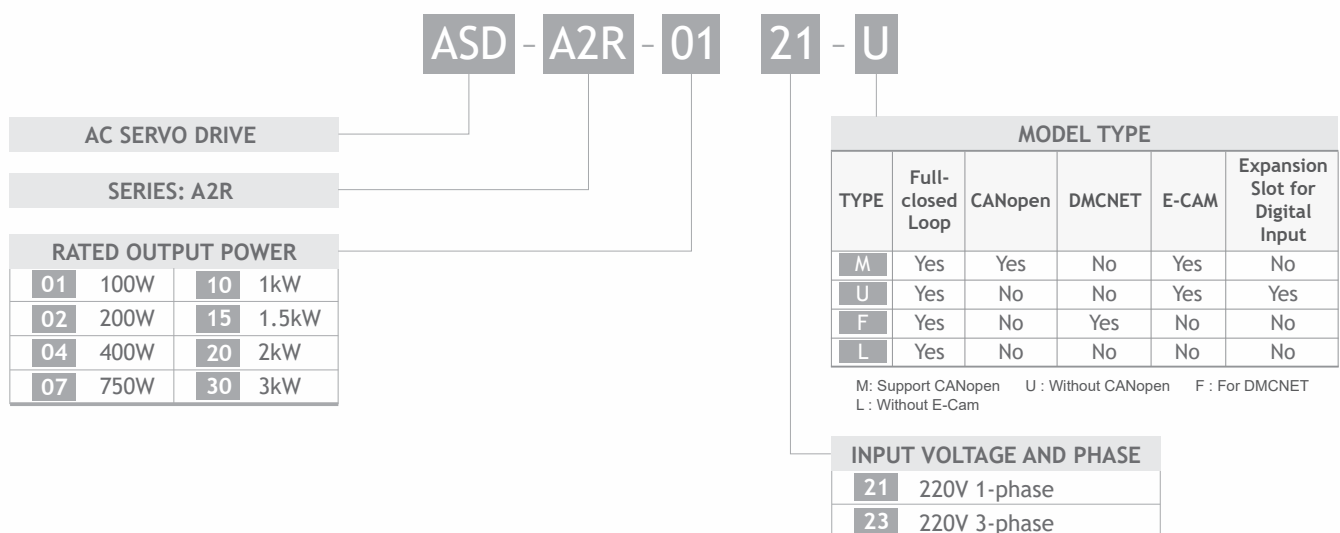 ASD - A2R - 01 21 - U
AC SERVO DRIVE
SERIES: A2R
RATED OUTPUT POWER
01 100W 10 1kW
02 200W 15 1.5kW
04 400W 20 2kW
07 750W 30 3kW
MODEL TYPE
TYPE Full-closed Loop CANopen DMCNET E-CAM Expansion Slot for Digital Input
M Yes Yes No Yes No
U Yes No No Yes Yes
F Yes No Yes No No
L Yes No No No No
M: Support CANopen U : Without CANopen F : For DMCNET
L : Without E-Cam
INPUT VOLTAGE AND PHASE
21 220V 1-phase
23 220V 3-phase